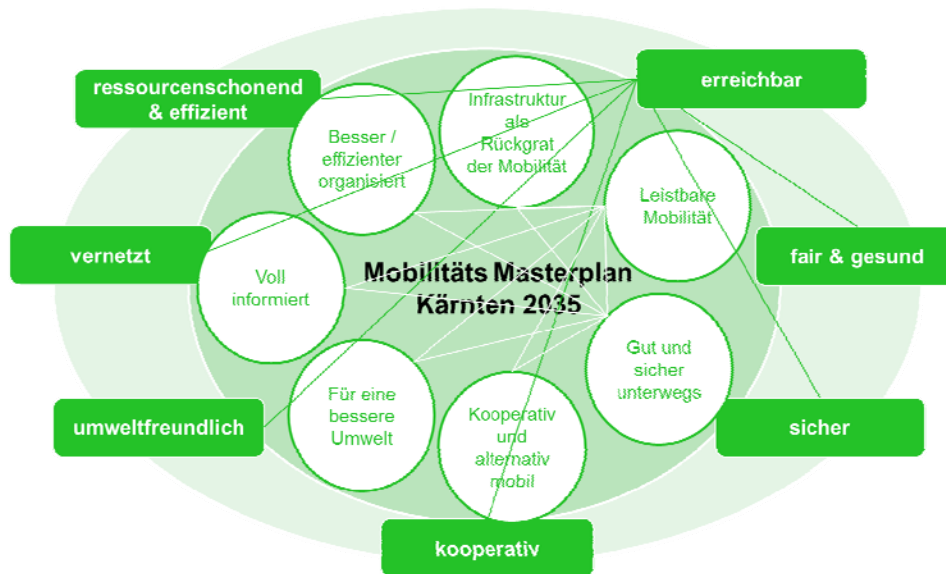 ressourcenschonend
& effizient
erreichbar
Infrastruktur
als
Rückgrat
der Mobilität
Besser /
effizienter
organisiert
Leistbare
Mobilität
vernetzt
Voll
informiert
Mobilitäts Masterplan
Kärnten 2035
fair & gesund
Gut und
sicher
unterwegs
Für eine
bessere
Umwelt
Kooperativ
und
alternativ
mobil
umweltfreundlich
sicher
kooperativ